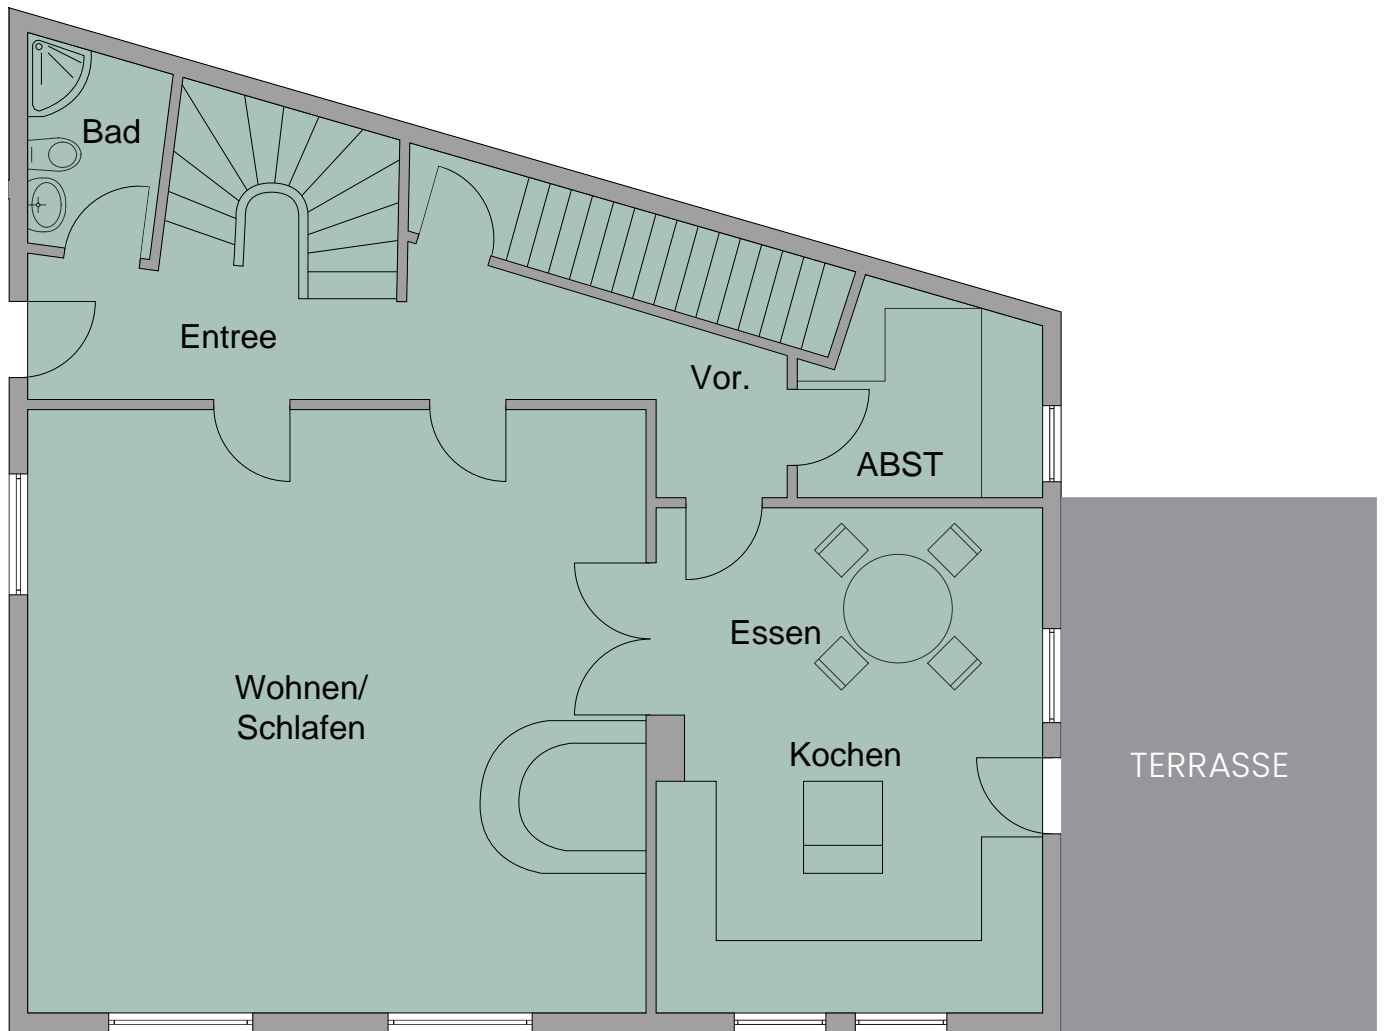 Bad
Entree
Vor.
ABST
Essen
Wohnen/
Schlafen
Kochen
TERRASSE